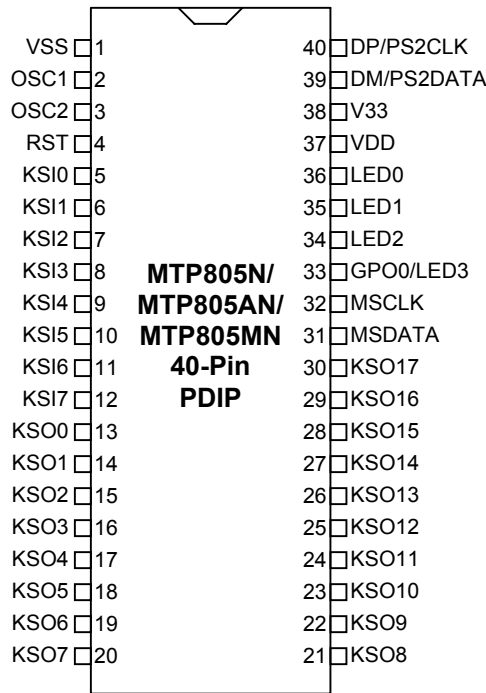 VSS 1 40 DP/PS2CLK
OSC1 2 39 DM/PS2DATA
OSC2 3 38 V33
RST 4 37 VDD
KSI0 5 36 LED0
KSI1 6 35 LED1
KSI2 7 34 LED2
KSI3 8 MTP805N/ 33 GPO0/LED3
KSI4 9 MTP805AN/ 32 MSCLK
KSI5 10 MTP805MN 31 MSDATA
KSI6 11 40-Pin 30 KSO17
KSI7 12 PDIP 29 KSO16
KSO0 13 28 KSO15
KSO1 14 27 KSO14
KSO2 15 26 KSO13
KSO3 16 25 KSO12
KSO4 17 24 KSO11
KSO5 18 23 KSO10
KSO6 19 22 KSO9
KSO7 20 21 KSO8